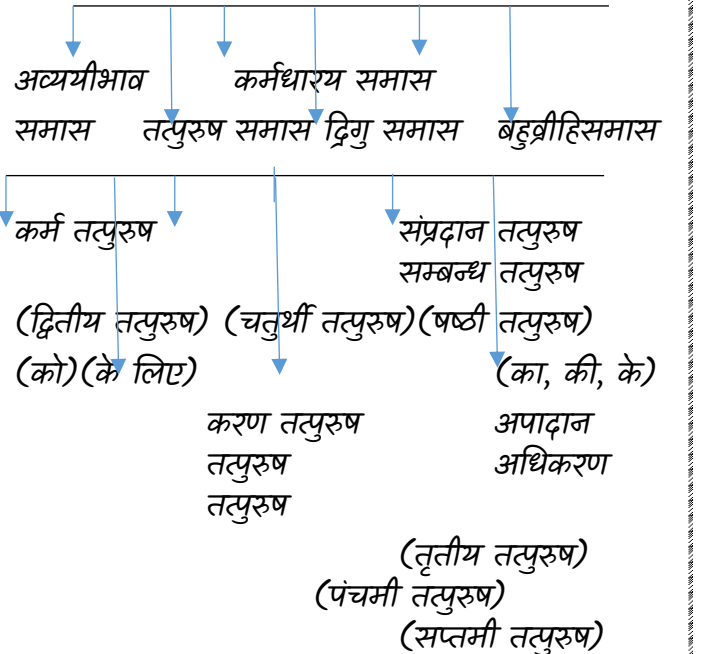 अव्ययीभाव कर्मधारय समास
समास तत्पुरुष समास द्विगु समास बहुव्रीहिसमास
कर्म तत्पुरुष संप्रदान तत्पुरुष
सम्बन्ध तत्पुरुष
(द्वितीय तत्पुरुष) (चतुर्थी तत्पुरुष)(षष्ठी तत्पुरुष)
(को)(के लिए) (का, की, के)
करण तत्पुरुष अपादान
तत्पुरुष अधिकरण
तत्पुरुष
(तृतीय तत्पुरुष)
(पंचमी तत्पुरुष)
(सप्तमी तत्पुरुष)